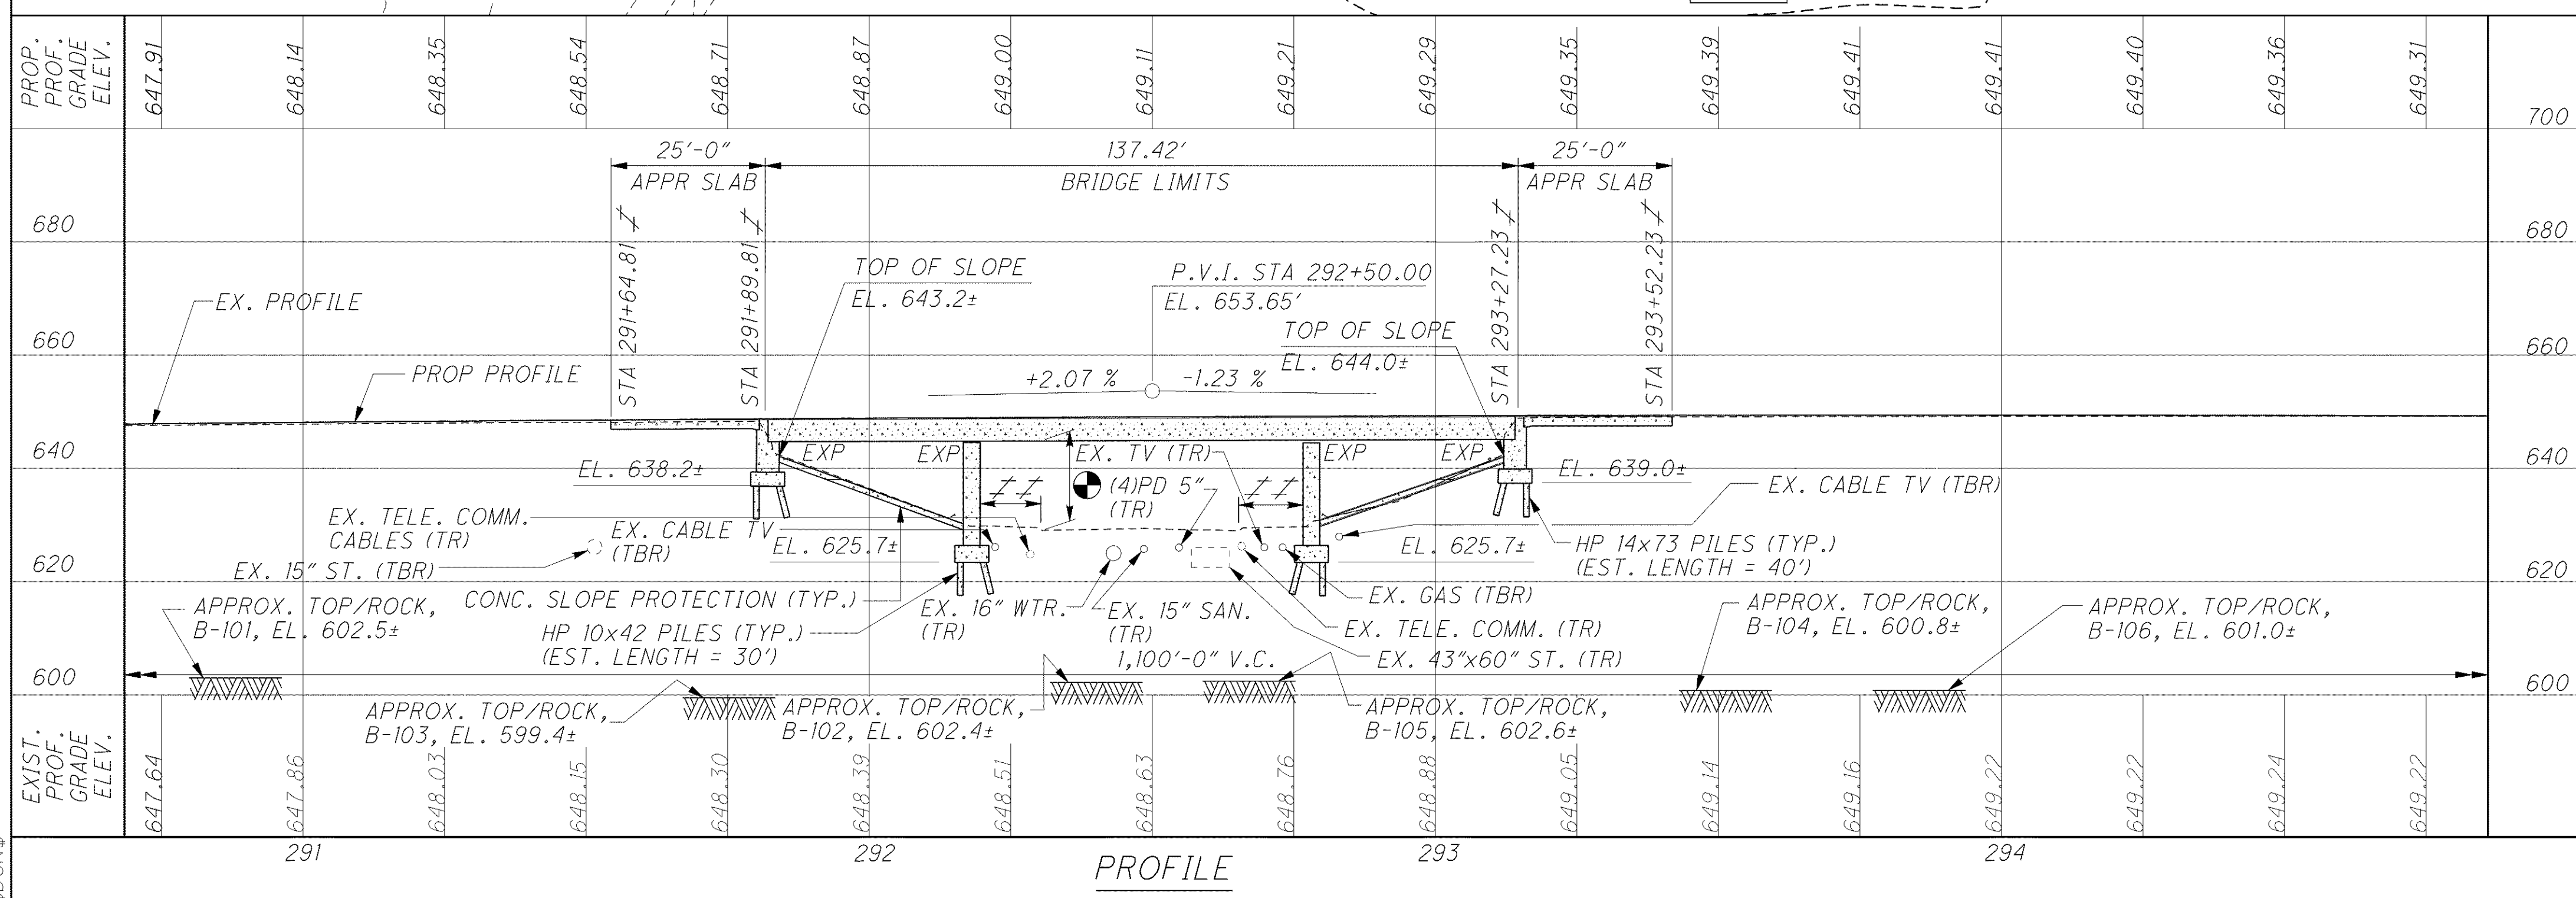 PROP.
PROF.
GRADE
ELEV.
647.91
648.14
648.35
648.54
648.71
648.87
649.00
649.11
649.21
649.29
649.35
649.39
649.41
649.41
649.40
649.36
649.31
700
25'-0"
APPR SLAB
137.42'
BRIDGE LIMITS
25'-0"
APPR SLAB
680
680
STA 291+64.81
STA 291+89.81
STA 293+27.23
STA 293+52.23
TOP OF SLOPE
EL. 643.2±
P.V.I. STA 292+50.00
EL. 653.65'
EX. PROFILE
TOP OF SLOPE
EL. 644.0±
660
660
PROP PROFILE
+2.07 %
-1.23 %
640
640
EL. 638.2±
EXP
EXP
EX. TV (TR)
EXP
EXP.
EL. 639.0±
(4)PD 5"
(TR)
EX. CABLE TV (TBR)
EX. TELE. COMM.
CABLES (TR)
EX. CABLE TV
(TBR)
EL. 625.7±
EL. 625.7±
HP 14x73 PILES (TYP.)
(EST. LENGTH = 40')
EX. 15" ST. (TBR)
620
620
APPROX. TOP/ROCK,
B-101, EL. 602.5±
CONC. SLOPE PROTECTION (TYP.)
HP 10x42 PILES (TYP.)
(EST. LENGTH = 30')
EX. 16" WTR.
(TR)
EX. 15" SAN.
(TR)
EX. GAS (TBR)
EX. TELE. COMM. (TR)
EX. 43"x60" ST. (TR)
1,100'-0" V.C.
APPROX. TOP/ROCK,
B-104, EL. 600.8±
APPROX. TOP/ROCK,
B-106, EL. 601.0±
600
600
APPROX. TOP/ROCK,
B-103, EL. 599.4±
APPROX. TOP/ROCK,
B-102, EL. 602.4±
APPROX. TOP/ROCK,
B-105, EL. 602.6±
EXIST.
PROF.
GRADE
ELEV.
647.64
647.86
648.03
648.15
648.30
648.39
648.51
648.63
648.76
648.88
649.05
649.14
649.16
649.22
649.22
649.24
649.22
291
292
293
294
PROFILE